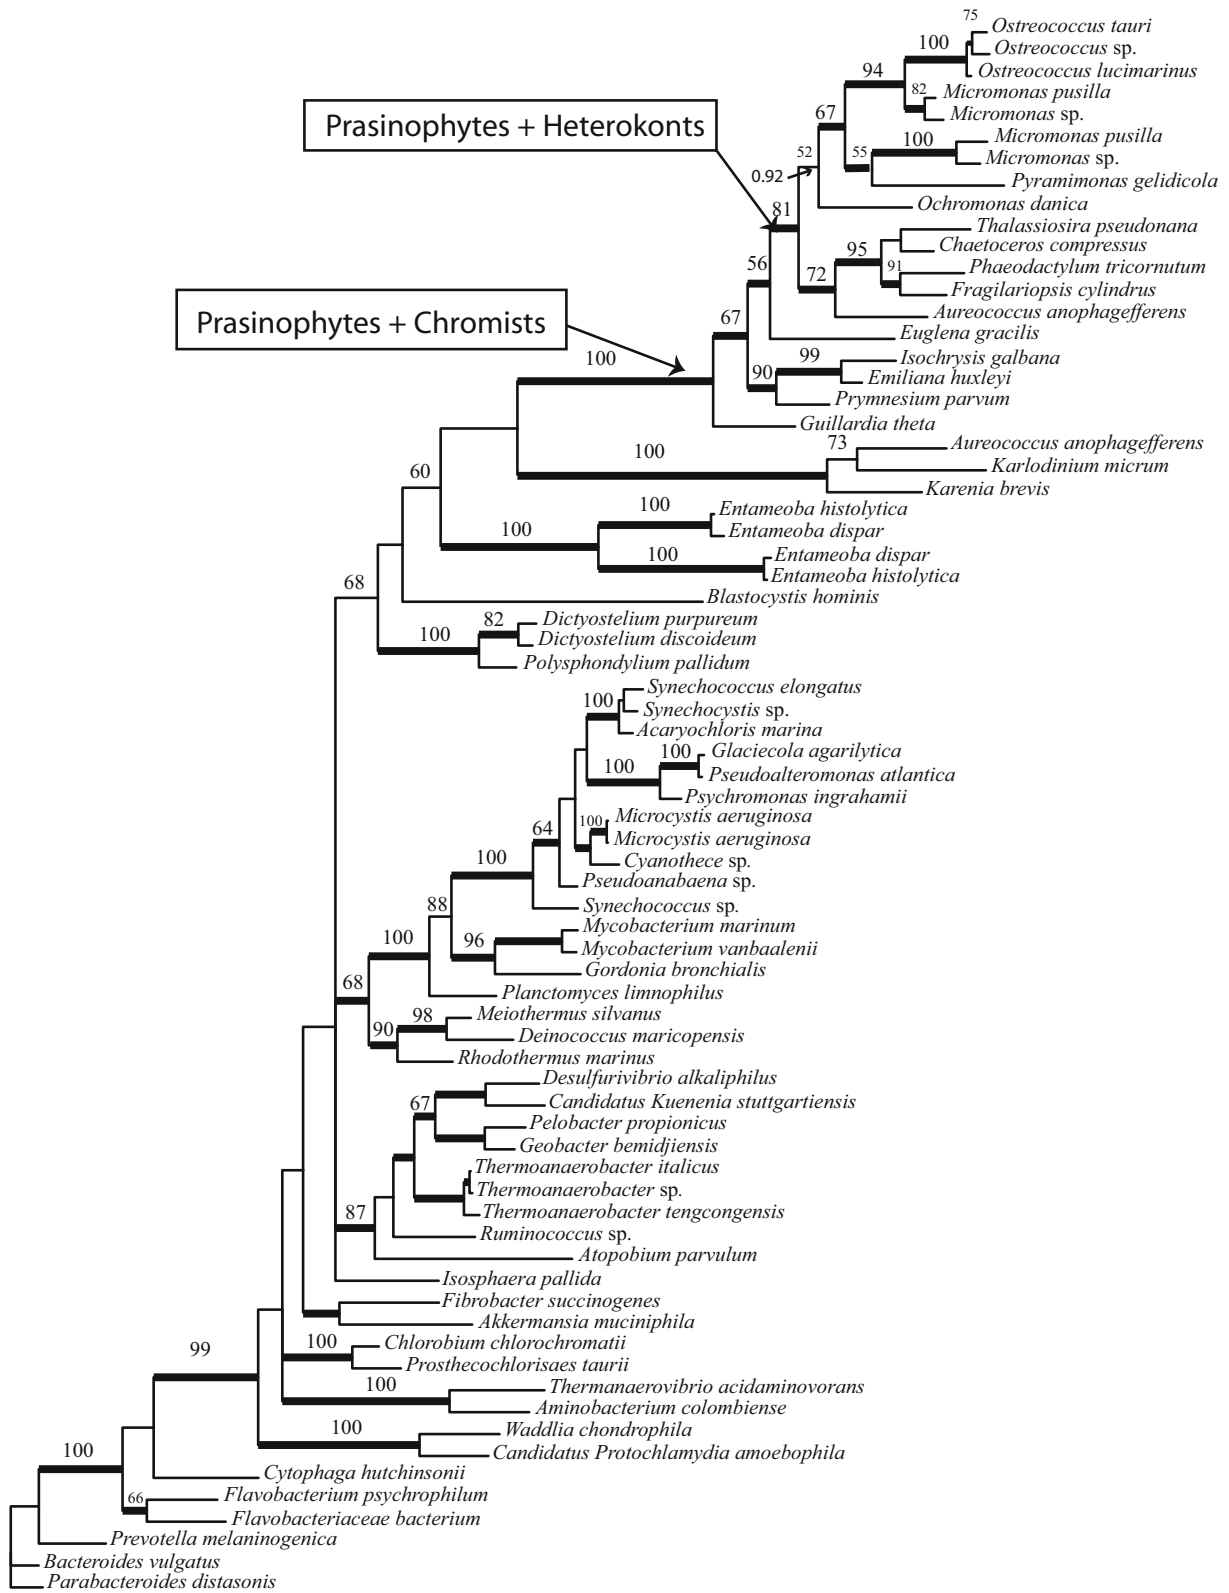 75
Ostreococcus tauri
100
Ostreococcus sp.
Ostreococcus lucimarinus
94
82
Micromonas pusilla
Micromonas sp.
Prasinophytes + Heterokonts
67
Micromonas pusilla
100
52
55
Micromonas sp.
0.92
Pyramimonas gelidicola
81
Ochromonas danica
Thalassiosira pseudonana
95
Chaetoceros compressus
56
72
91
Phaeodactylum tricornutum
Fragilariopsis cylindrus
Prasinophytes + Chromists
67
Aureococcus anophagefferens
Euglena gracilis
100
99
Isochrysis galbana
90
Emiliana huxleyi
Prymnesium parvum
Guillardia theta
73
Aureococcus anophagefferens
100
Karlodinium micrum
60
Karenia brevis
100
Entameoba histolytica
100
Entameoba dispar
100
Entameoba dispar
Entameoba histolytica
68
Blastocystis hominis
82
Dictyostelium purpureum
100
Dictyostelium discoideum
Polysphondylium pallidum
Synechococcus elongatus
100
Synechocystis sp.
Acaryochloris marina
100
Glaciecola agarilytica
100
Pseudoalteromonas atlantica
Psychromonas ingrahamii
100
Microcystis aeruginosa
64
Microcystis aeruginosa
100
Cyanothece sp.
Pseudoanabaena sp.
88
Synechococcus sp.
Mycobacterium marinum
100
96
Mycobacterium vanbaalenii
Gordonia bronchialis
68
Planctomyces limnophilus
98
Meiothermus silvanus
90
Deinococcus maricopensis
Rhodothermus marinus
Desulfurivibrio alkaliphilus
67
Candidatus Kuenenia stuttgartiensis
Pelobacter propionicus
Geobacter bemidjiensis
Thermoanaerobacter italicus
Thermoanaerobacter sp.
87
Thermoanaerobacter tengcongensis
Ruminococcus sp.
Atopobium parvulum
Isosphaera pallida
Fibrobacter succinogenes
Akkermansia muciniphila
99
100
Chlorobium chlorochromatii
Prosthecochlorisaes taurii
100
Thermanaerovibrio acidaminovorans
Aminobacterium colombiense
100
Waddlia chondrophila
100
Candidatus Protochlamydia amoebophila
Cytophaga hutchinsonii
66
Flavobacterium psychrophilum
Flavobacteriaceae bacterium
Prevotella melaninogenica
Bacteroides vulgatus
Parabacteroides distasonis